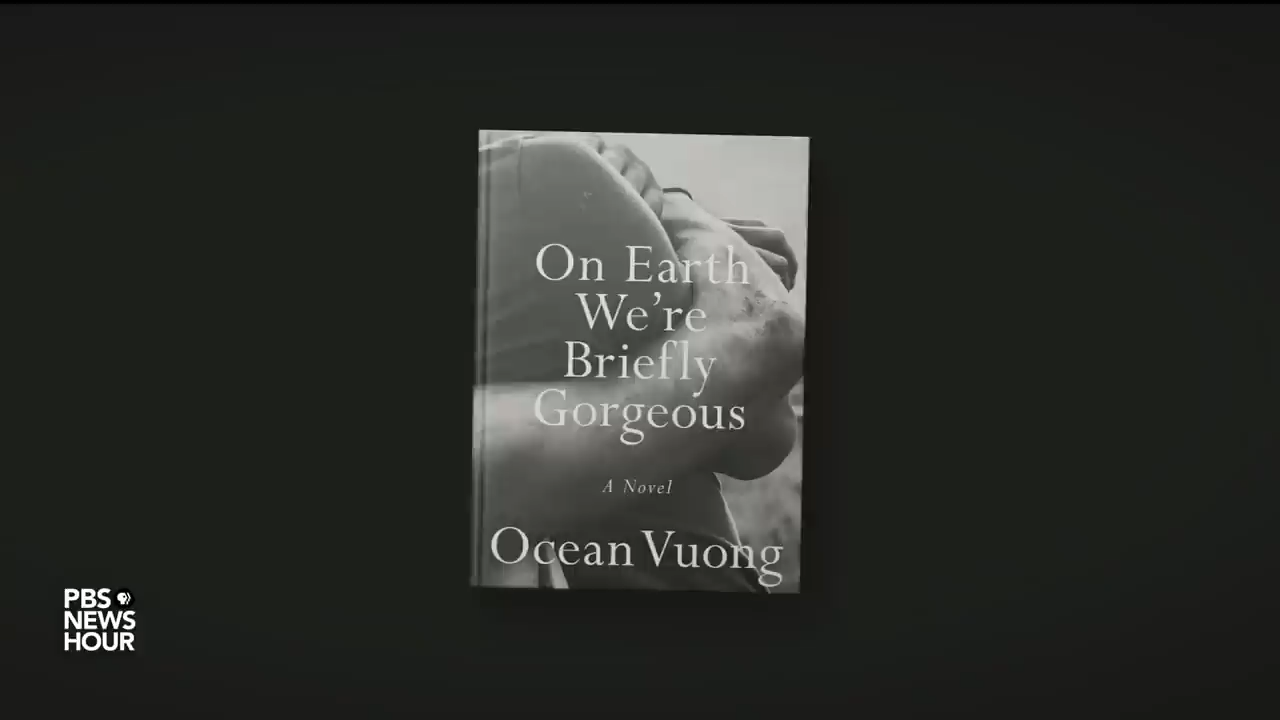 On Earth
We're
Briefly
Gorgeous
A Novel
Ocean Vuong
PBS
NEWS
HOUR